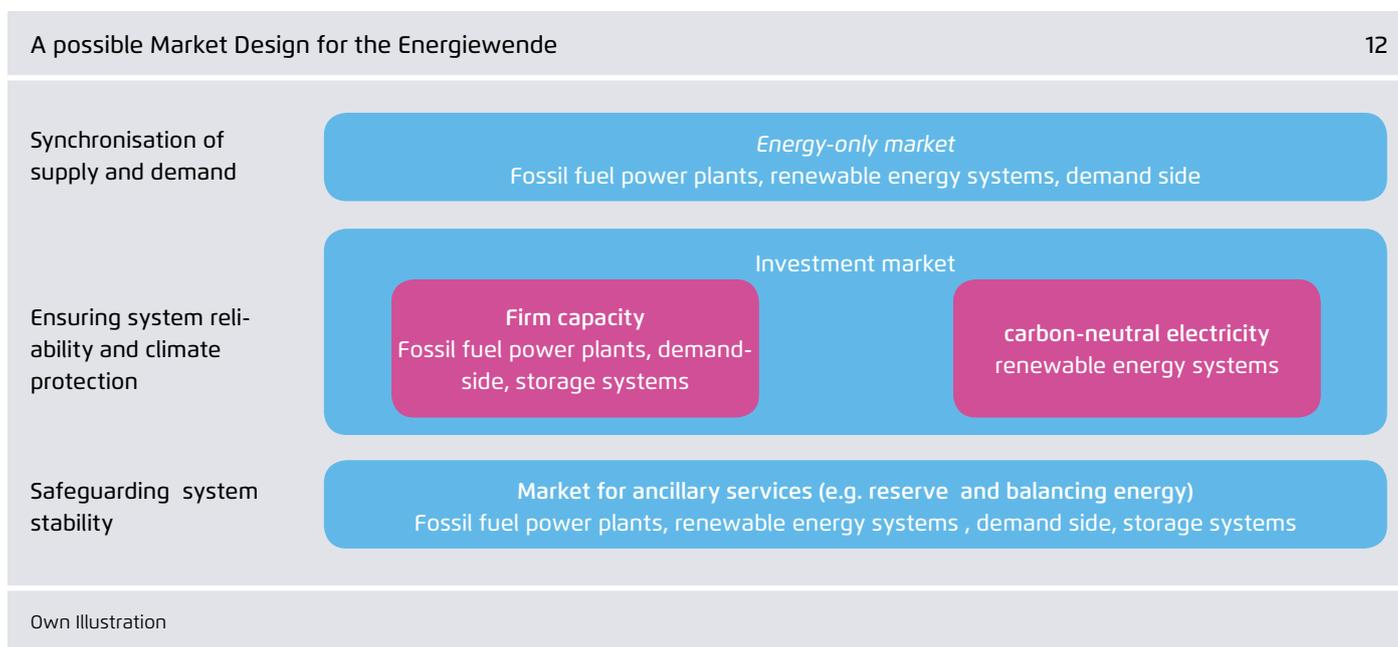 A possible Market Design for the Energiewende
12
Synchronisation of
supply and demand
Energy-only market
Fossil fuel power plants, renewable energy systems, demand side
Ensuring system reli-
ability and climate
protection
Investment market
Firm capacity
Fossil fuel power plants, demand-
side, storage systems
carbon-neutral electricity
renewable energy systems
Safeguarding  system
stability
Market for ancillary services (e.g. reserve  and balancing energy)
Fossil fuel power plants, renewable energy systems , demand side, storage systems
Own Illustration